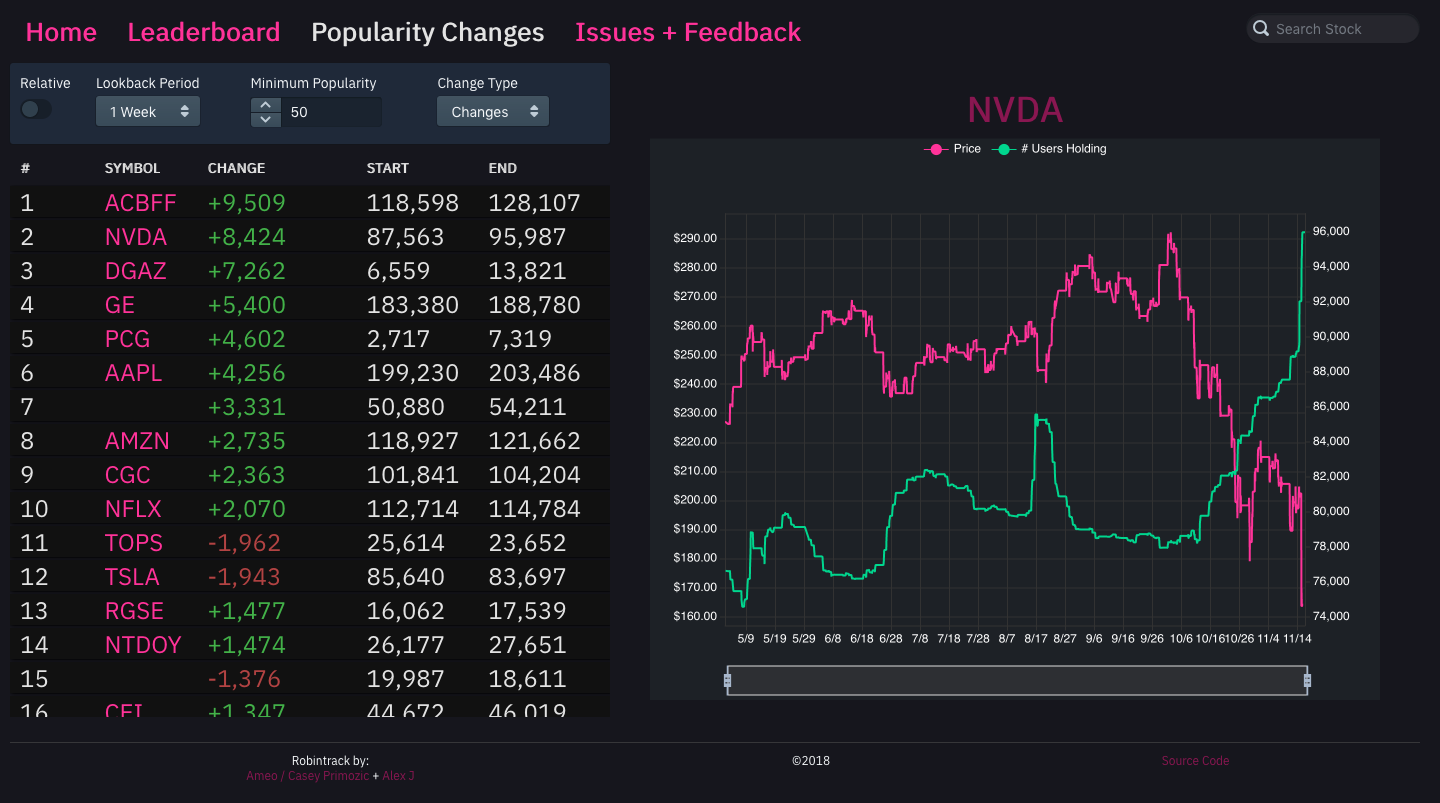 Home Leaderboard Popularity Changes Issues + Feedback Search Stock
Relative Lookback Period Minimum Popularity Change Type
1 Week 50 Changes
# SYMBOL CHANGE START END
1 ACBFF +9,509 118,598 128,107
2 NVDA +8,424 87,563 95,987
3 DGAZ +7,262 6,559 13,821
4 GE +5,400 183,380 188,780
5 PCG +4,602 2,717 7,319
6 AAPL +4,256 199,230 203,486
7 +3,331 50,880 54,211
8 AMZN +2,735 118,927 121,662
9 CGC +2,363 101,841 104,204
10 NFLX +2,070 112,714 114,784
11 TOPS -1,962 25,614 23,652
12 TSLA -1,943 85,640 83,697
13 RGSE +1,477 16,062 17,539
14 NTDOY +1,474 26,177 27,651
15 -1,376 19,987 18,611
16 CEI +1,347 44,672 46,019
NVDA
Price # Users Holding
$290.00
$280.00
$270.00
$260.00
$250.00
$240.00
$230.00
$220.00
$210.00
$200.00
$190.00
$180.00
$170.00
$160.00
96,000
94,000
92,000
90,000
88,000
86,000
84,000
82,000
80,000
78,000
76,000
74,000
5/9 5/19 5/29 6/8 6/18 6/28 7/8 7/18 7/28 8/7 8/17 8/27 9/6 9/16 9/26 10/6 10/16 10/26 11/4 11/14
Robintrack by:
Ameo / Casey Primozic + Alex J
©2018
Source Code